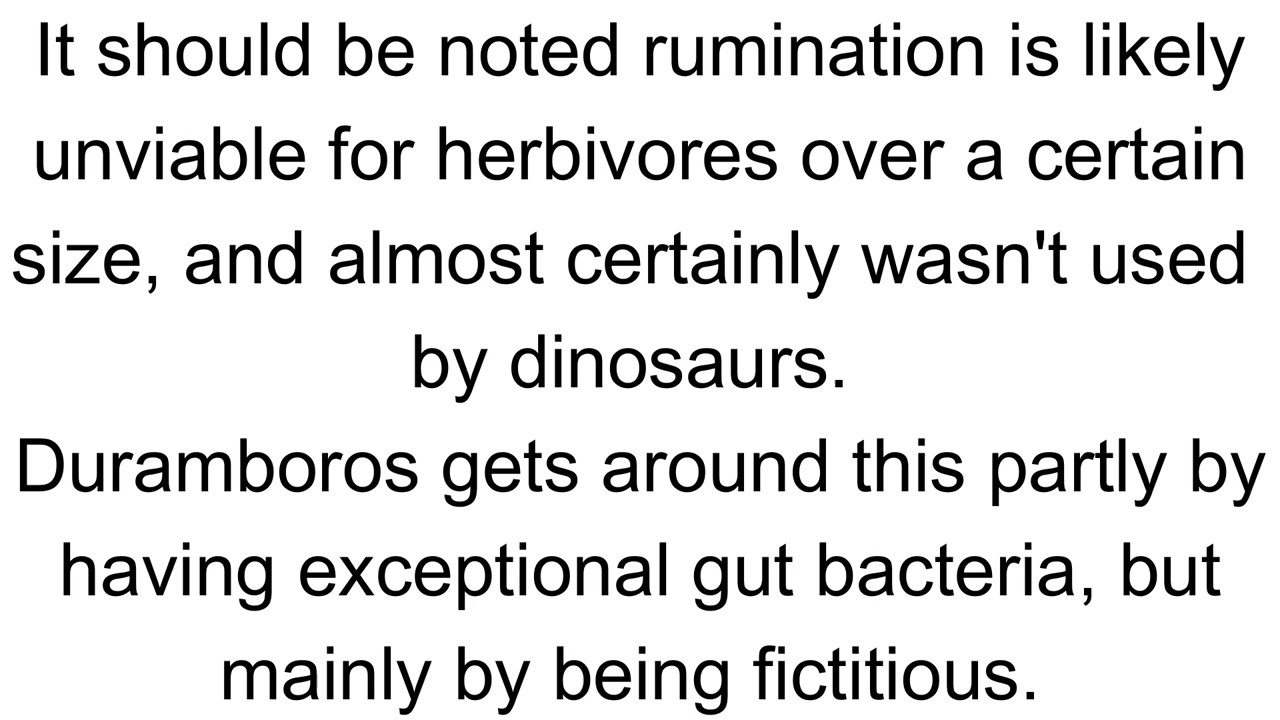 It should be noted rumination is likely
unviable for herbivores over a certain
size, and almost certainly wasn't used
by dinosaurs.
Duramboros gets around this partly by
having exceptional gut bacteria, but
mainly by being fictitious.